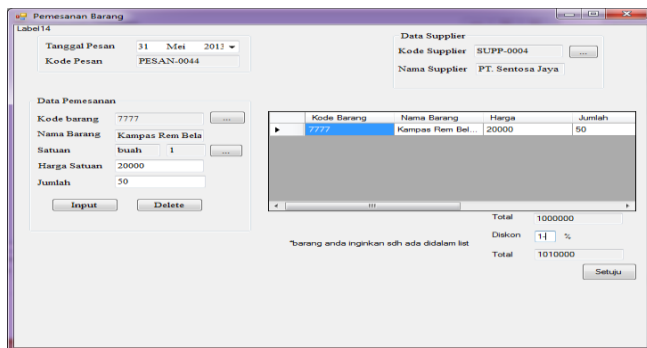 Pemesanan Barang
Label14
Tanggal Pesan 31 Mei 2013
Kode Pesan PESAN-0044
Data Supplier
Kode Supplier SUPP-0004 ...
Nama Supplier PT. Sentosa Jaya
Data Pemesanan
Kode barang 7777 ...
Nama Barang Kampas Rem Bela
Satuan buah 1 ...
Harga Satuan 20000
Jumlah 50
Input Delete
Kode Barang Nama Barang Harga Jumlah
7777 Kampas Rem Bel... 20000 50
Total 1000000
Diskon 1 %
*barang anda inginkan sdh ada didalam list
Total 1010000
Setuju